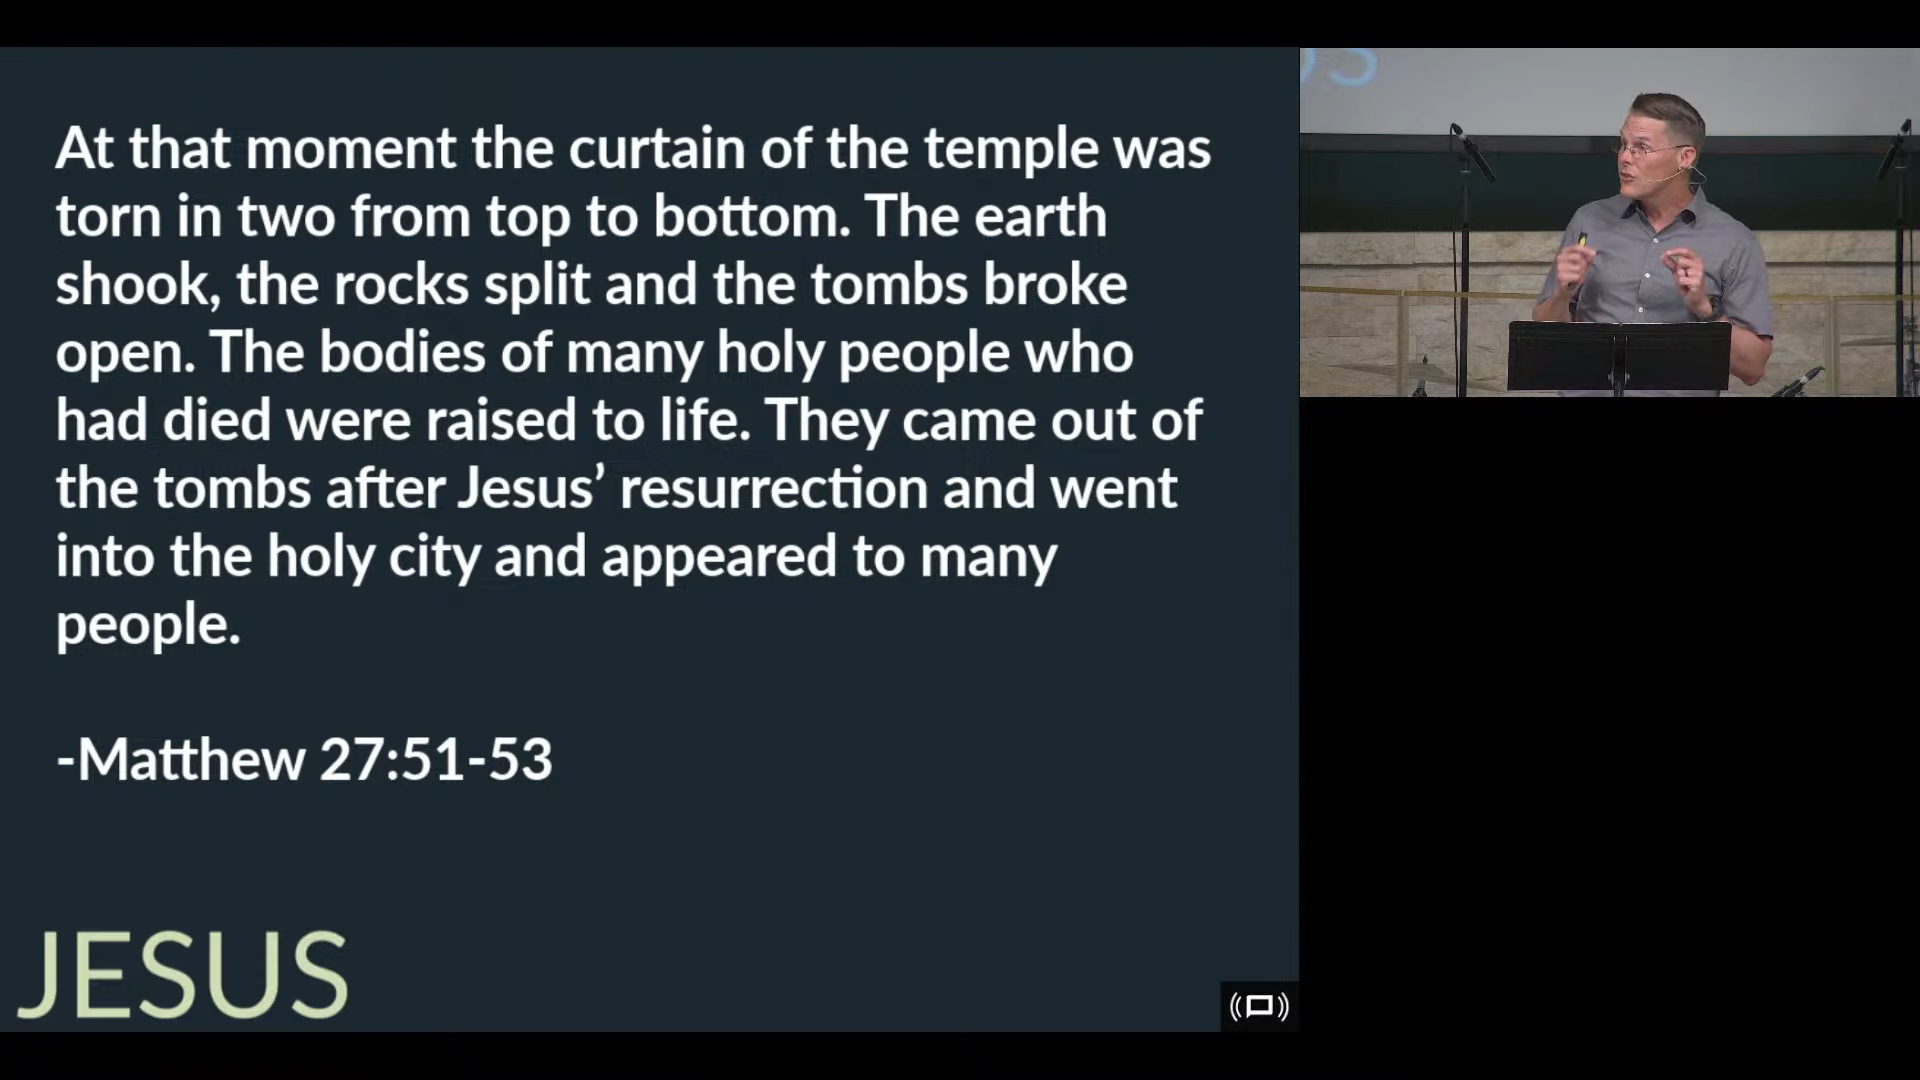 At that moment the curtain of the temple was
torn in two from top to bottom. The earth
shook, the rocks split and the tombs broke
open. The bodies of many holy people who
had died were raised to life. They came out of
the tombs after Jesus’ resurrection and went
into the holy city and appeared to many
people.
-Matthew 27:51-53
JESUS
US